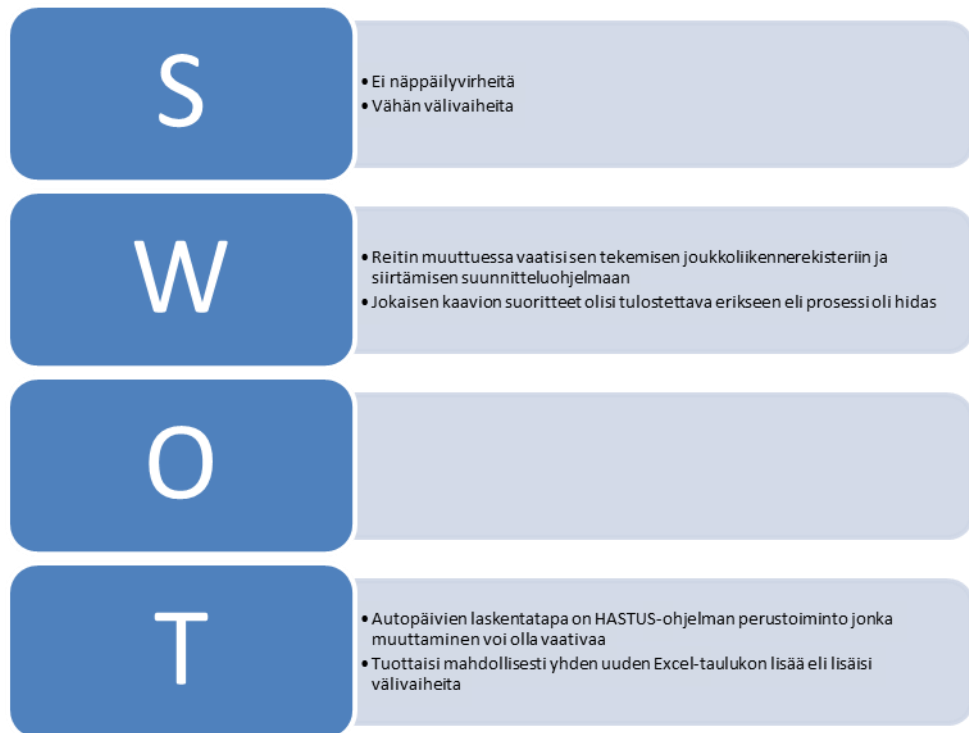 S
• Ei näppäilyvirheitä
• Vähän välivaiheita
W
• Reitin muuttuessa vaatisi sen tekemisen joukkoliikennerekisteriin ja
siirtämisen suunnitteluohjelmaan
• Jokaisen kaavion suoritteet olisi tulostettava erikseen eli prosessi oli hidas
O
T
• Autopäivien laskentatapa on HASTUS-ohjelman perustoiminto jonka
muuttaminen voi olla vaativaa
• Tuottaisi mahdollisesti yhden uuden Excel-taulukon lisää eli lisäisi
välivaiheita